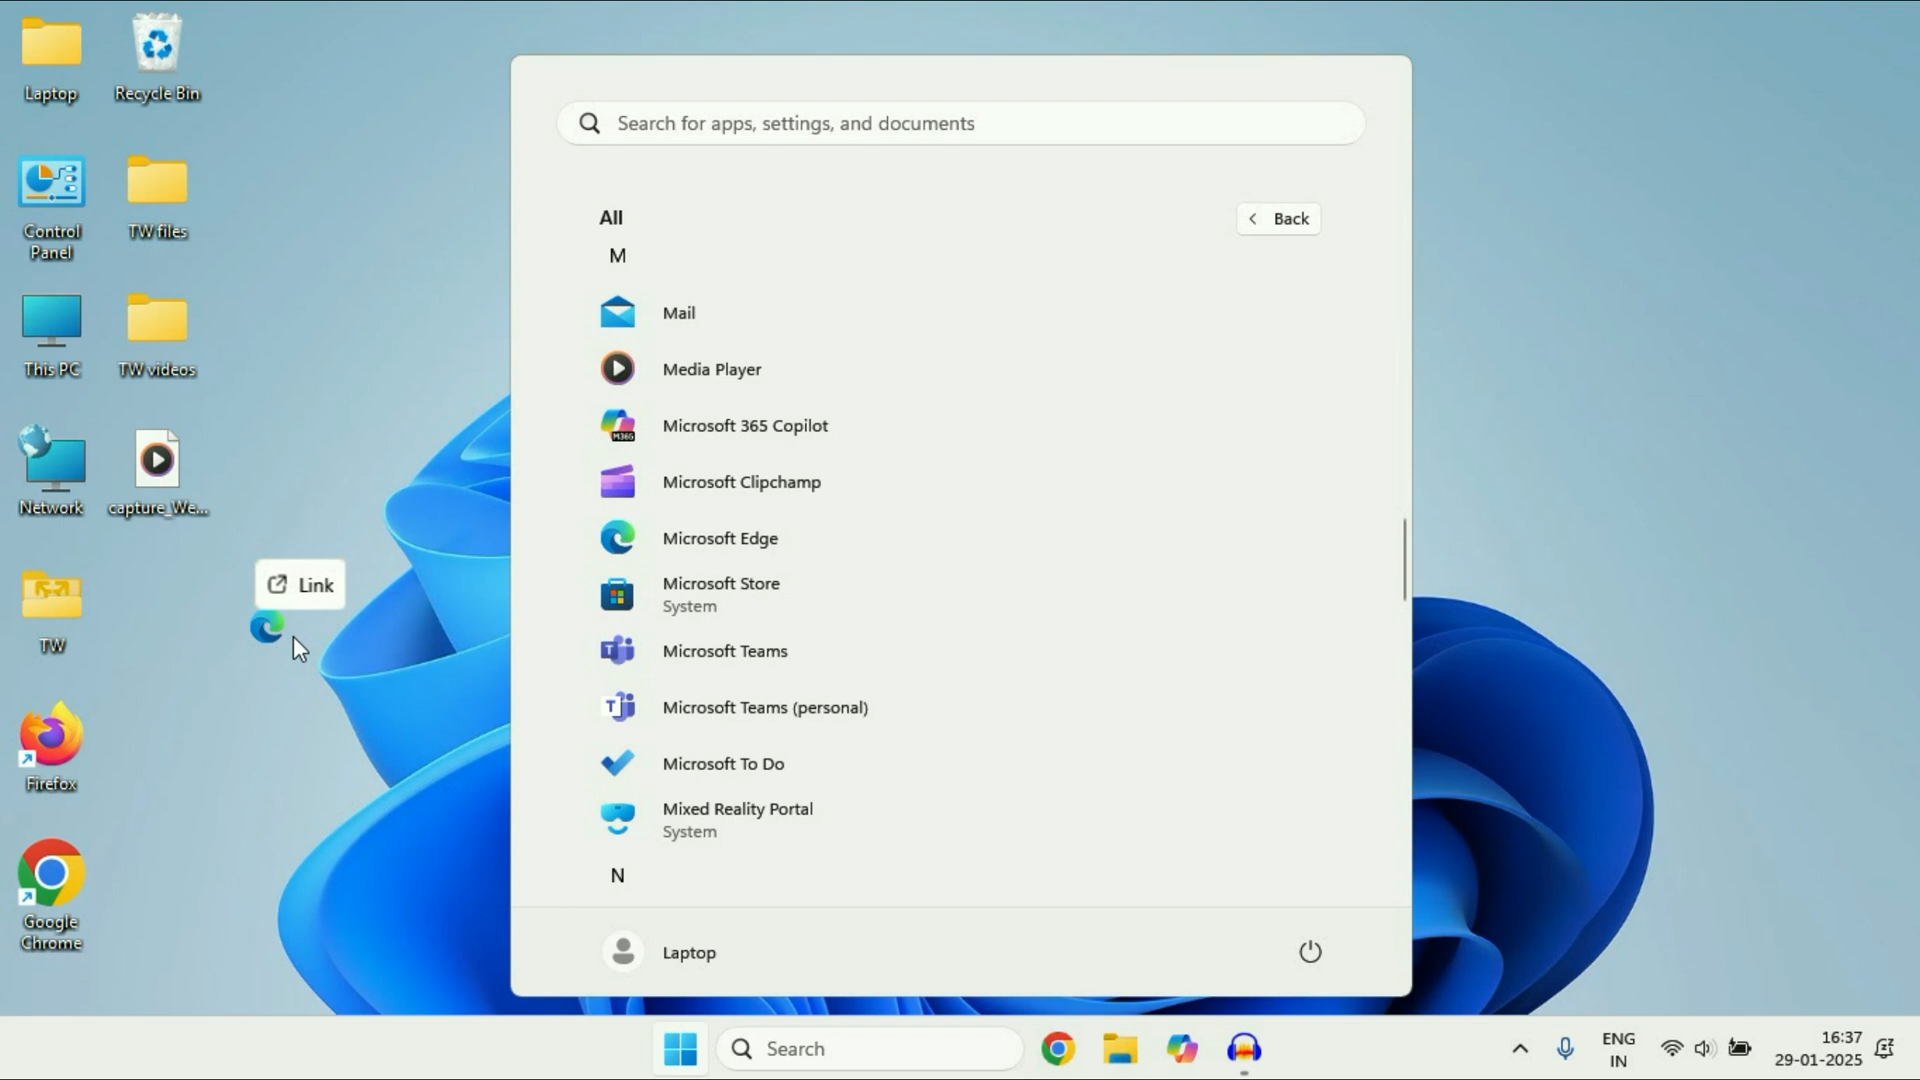 Laptop
Recycle Bin
Control
Panel
TW files
This PC
TW videos
Network
capture_We...
TW
Firefox
Google
Chrome
Link
Search for apps, settings, and documents
All
Back
M
Mail
Media Player
M365
Microsoft 365 Copilot
Microsoft Clipchamp
Microsoft Edge
Microsoft Store
System
T
Microsoft Teams
T
Microsoft Teams (personal)
Microsoft To Do
Mixed Reality Portal
System
N
Laptop
Search
ENG
IN
16:37
29-01-2025